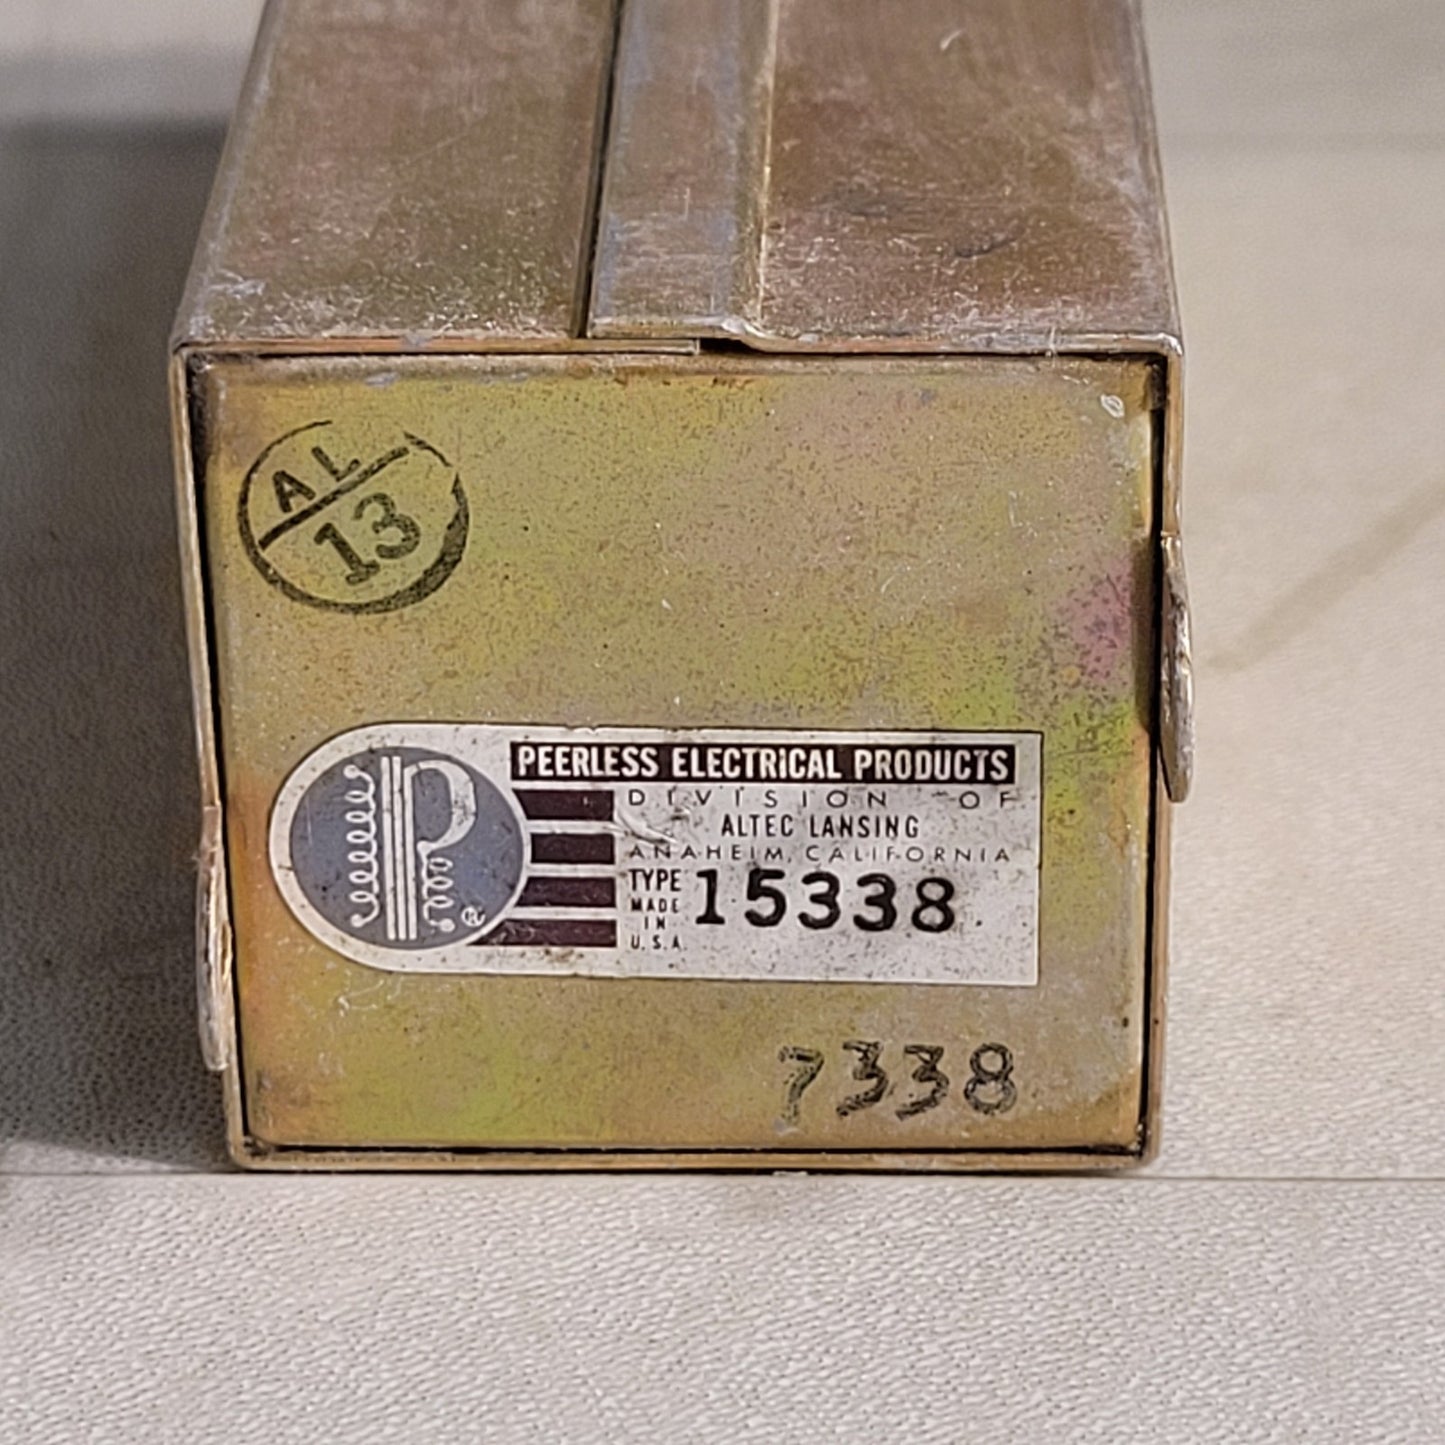 AL
13
PEERLESS ELECTRICAL PRODUCTS
DIVISION OF
ALTEC LANSING
ANAHEIM, CALIFORNIA
TYPE 15338
MADE
IN
U.S.A.
P
®
7338